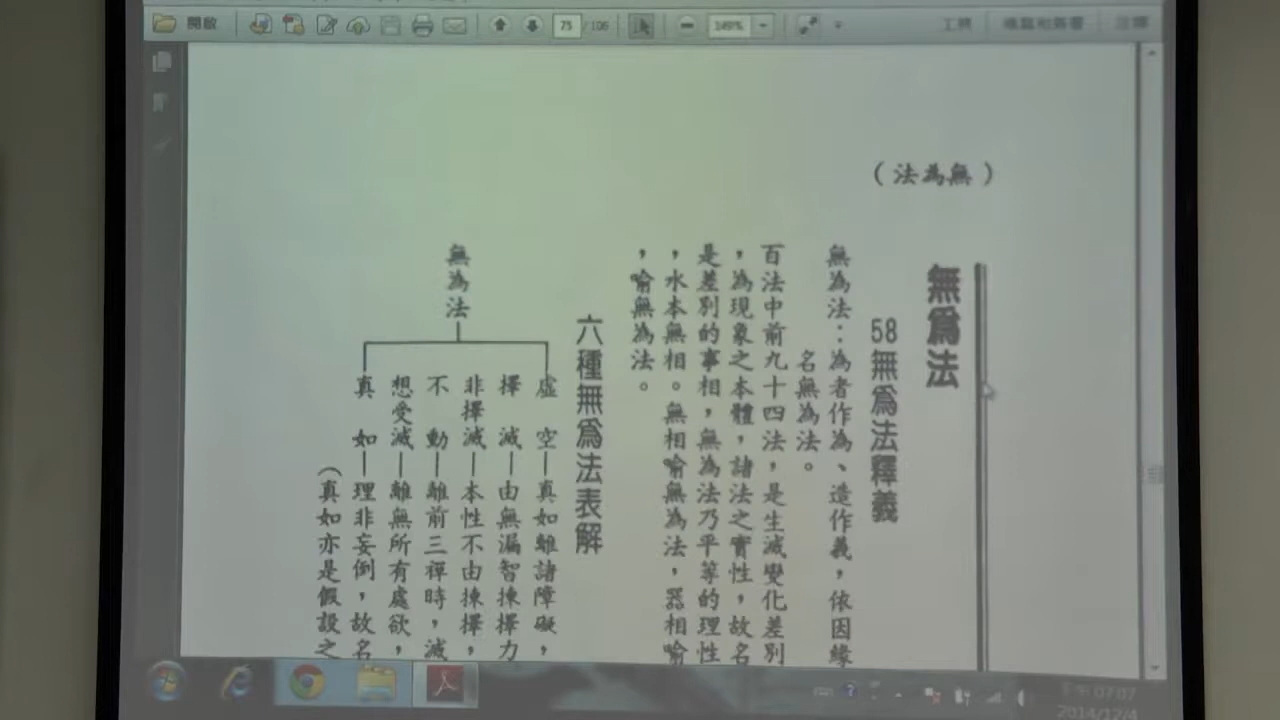 開啟
75 / 106
149%
工具
(法為無)
無為法
58 無為法釋義
無為法:為者作為、造作義,依因緣
名無為法。
百法中前九十四法,是生滅變化差別
,為現象之本體,諸法之實性,故名
是差別的事相,無為法乃平等的理性
,水本無相。無相喻無為法,器相喻
,喻無為法。
六種無為法表解
無為法
虛空—真如離諸障礙,
擇滅—由無漏智揀擇力
非擇滅—本性不由揀擇,
不動—離前三禪時,滅
想受滅—離無所有處欲,
真如—理非妄倒,故名
(真如亦是假設之
下午 07:07
2014/12/4